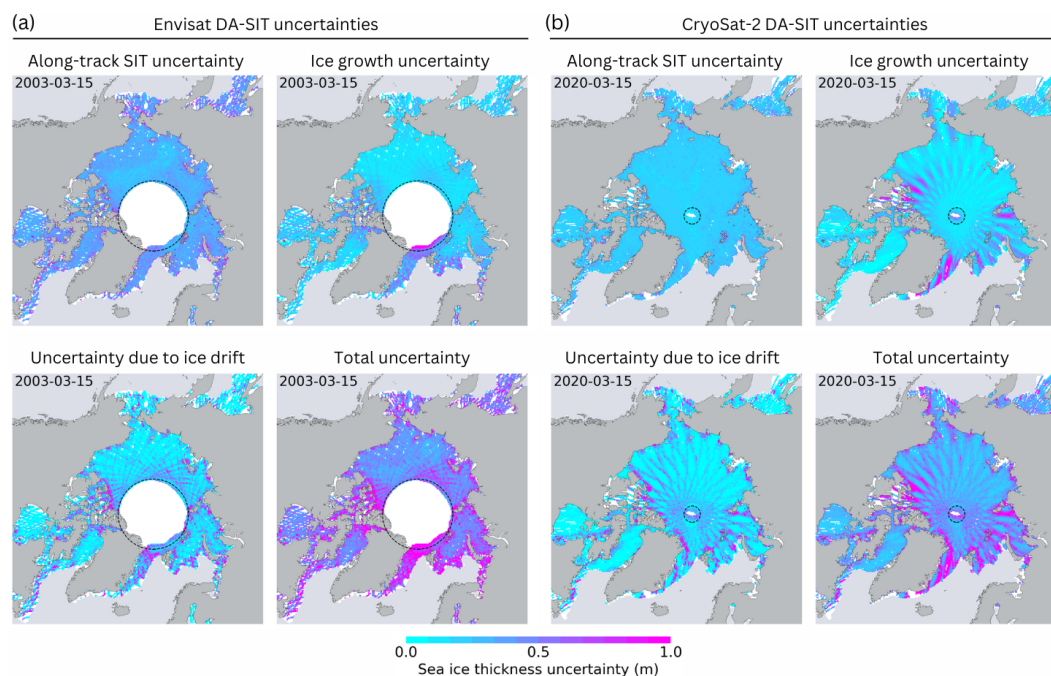 (a) Envisat DA-SIT uncertainties
(b) CryoSat-2 DA-SIT uncertainties
Along-track SIT uncertainty
Ice growth uncertainty
Along-track SIT uncertainty
Ice growth uncertainty
2003-03-15
2003-03-15
2020-03-15
2020-03-15
Uncertainty due to ice drift
Total uncertainty
Uncertainty due to ice drift
Total uncertainty
2003-03-15
2003-03-15
2020-03-15
2020-03-15
0.0 0.5 1.0
Sea ice thickness uncertainty (m)